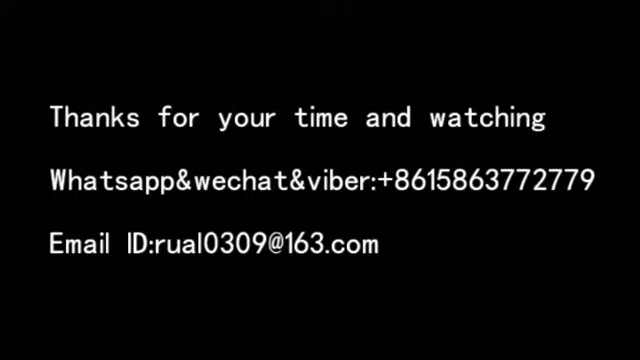 Thanks for your time and watching
Whatsapp&wechat&viber:+8615863772779
Email ID:rual0309@163.com